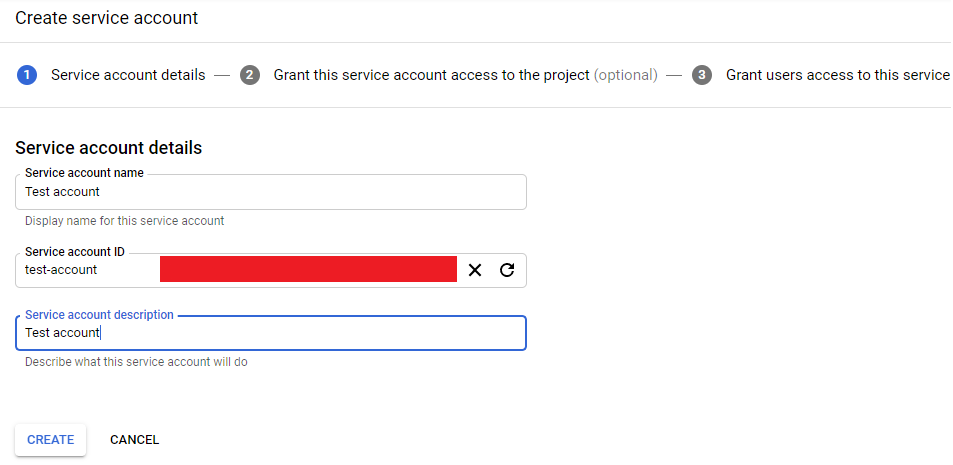 Create service account
1 Service account details — 2 Grant this service account access to the project (optional) — 3 Grant users access to this service
Service account details
Service account name
Test account
Display name for this service account
Service account ID
test-account
Service account description
Test account
Describe what this service account will do
CREATE CANCEL